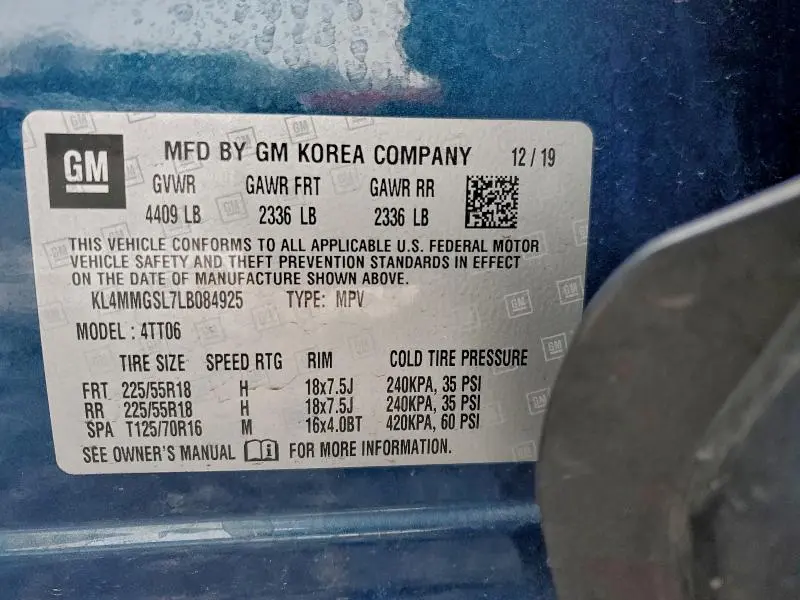 GM MFD BY GM KOREA COMPANY 12/19
GVWR GAWR FRT GAWR RR
4409 LB 2336 LB 2336 LB
THIS VEHICLE CONFORMS TO ALL APPLICABLE U.S. FEDERAL MOTOR
VEHICLE SAFETY AND THEFT PREVENTION STANDARDS IN EFFECT
ON THE DATE OF MANUFACTURE SHOWN ABOVE.
KL4MMGSL7LB084925 TYPE: MPV
MODEL : 4TT06
TIRE SIZE SPEED RTG RIM COLD TIRE PRESSURE
FRT 225/55R18 H 18x7.5J 240KPA, 35 PSI
RR 225/55R18 H 18x7.5J 240KPA, 35 PSI
SPA T125/70R16 M 16x4.0BT 420KPA, 60 PSI
SEE OWNER'S MANUAL FOR MORE INFORMATION.